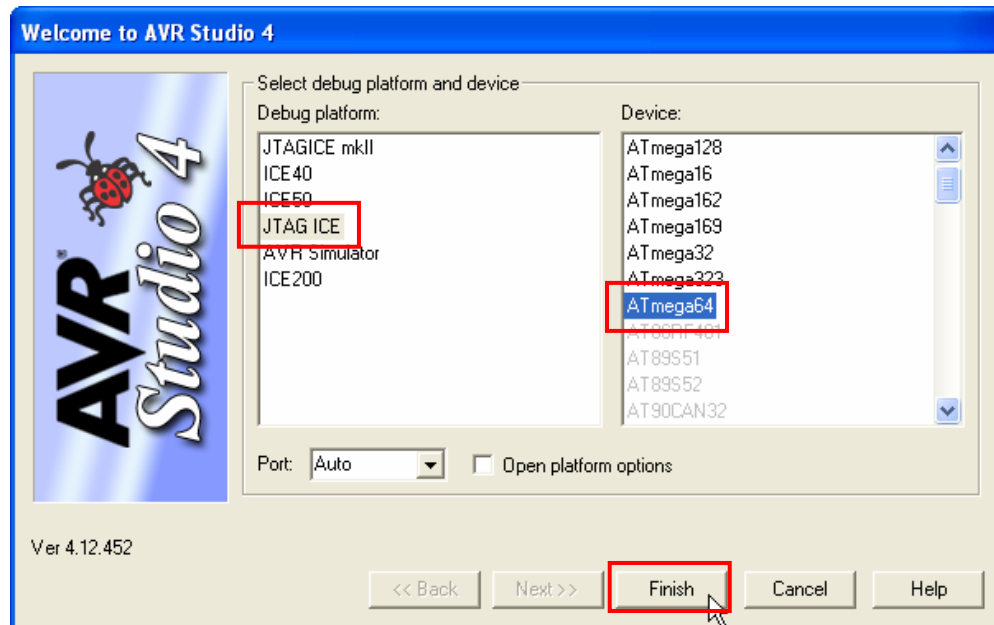 Welcome to AVR Studio 4
AVR®
Studio 4
Select debug platform and device
Debug platform:
JTAGICE mkII
ICE40
ICE50
JTAG ICE
AVR Simulator
ICE200
Device:
ATmega128
ATmega16
ATmega162
ATmega169
ATmega32
ATmega323
ATmega64
AT86RF401
AT89S51
AT89S52
AT90CAN32
Port:
Auto
Open platform options
Ver 4.12.452
<< Back
Next >>
Finish
Cancel
Help